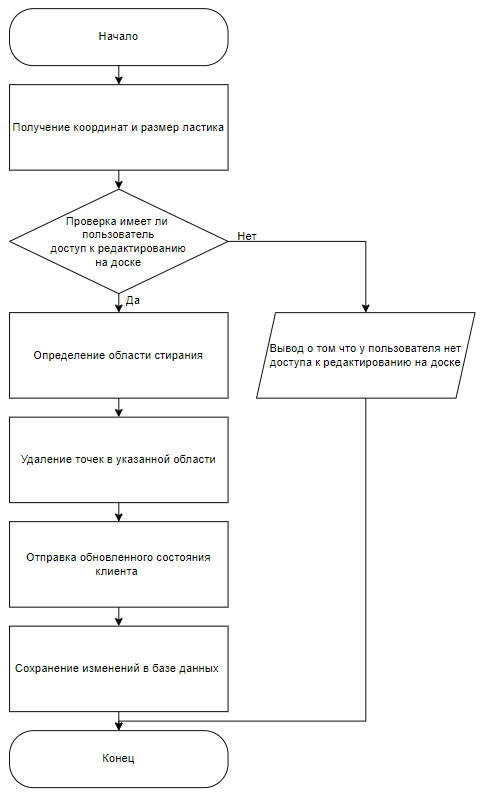 Начало
Получение координат и размер ластика
Проверка имеет ли
пользователь
доступ к редактированию
на доске
Нет
Да
Определение области стирания
Вывод о том что у пользователя нет
доступа к редактированию на доске
Удаление точек в указанной области
Отправка обновленного состояния
клиента
Сохранение изменений в базе данных
Конец